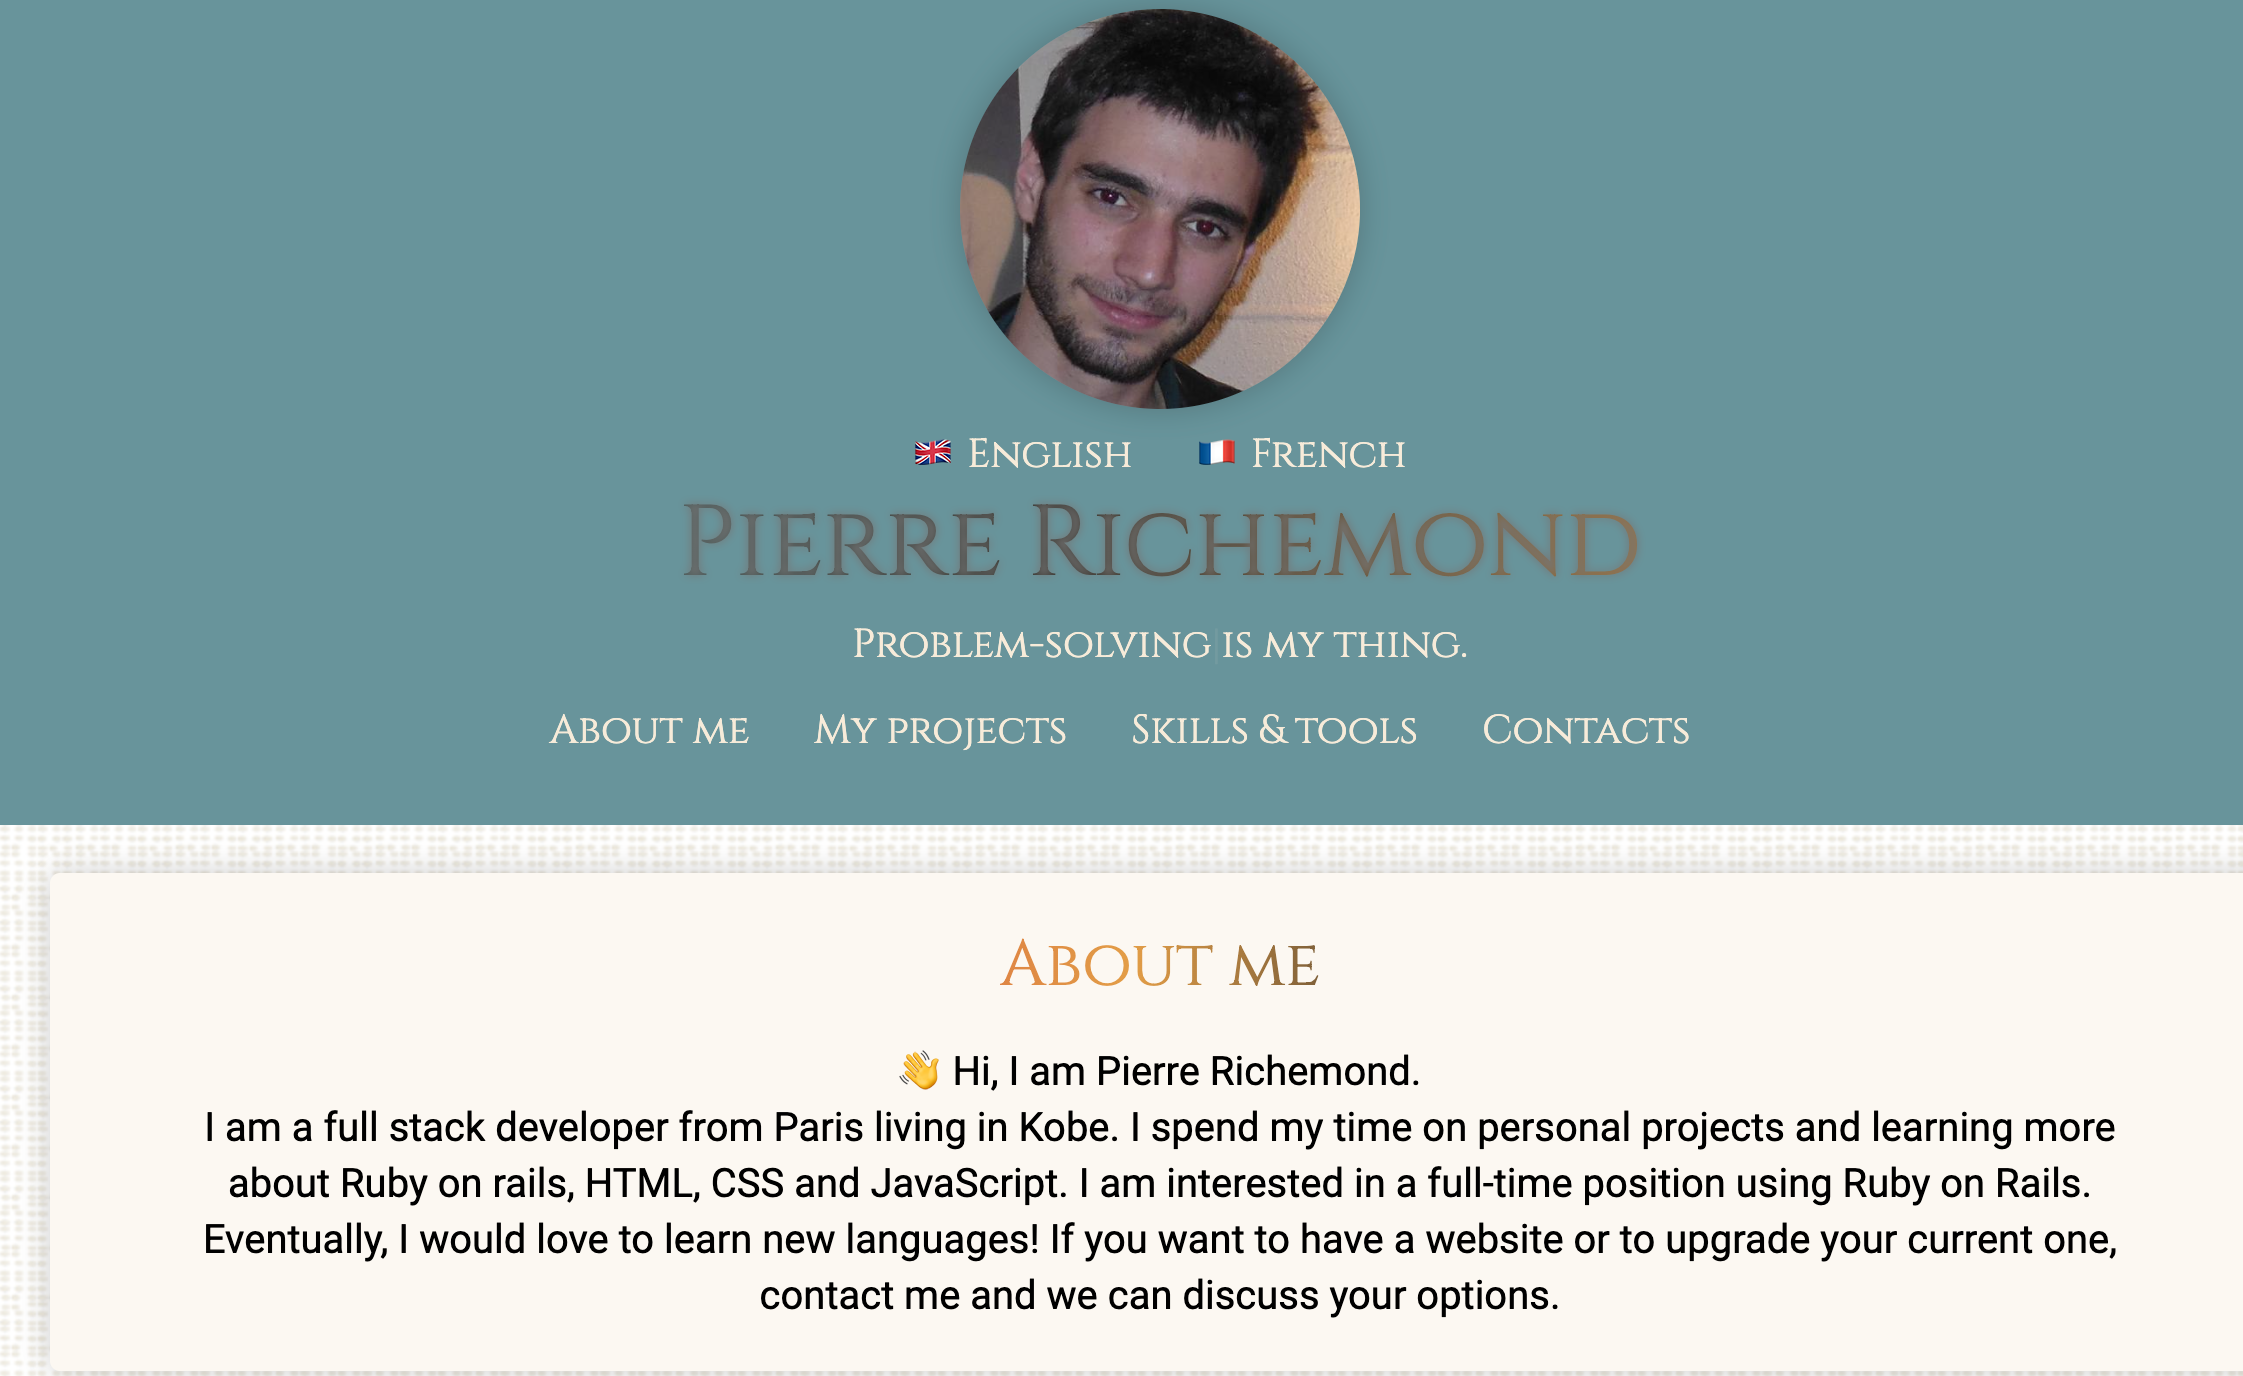 English French
Pierre Richemond
Problem-solving is my thing.
About me My projects Skills & tools Contacts
About me
👋 Hi, I am Pierre Richemond.
I am a full stack developer from Paris living in Kobe. I spend my time on personal projects and learning more
about Ruby on rails, HTML, CSS and JavaScript. I am interested in a full-time position using Ruby on Rails.
Eventually, I would love to learn new languages! If you want to have a website or to upgrade your current one,
contact me and we can discuss your options.